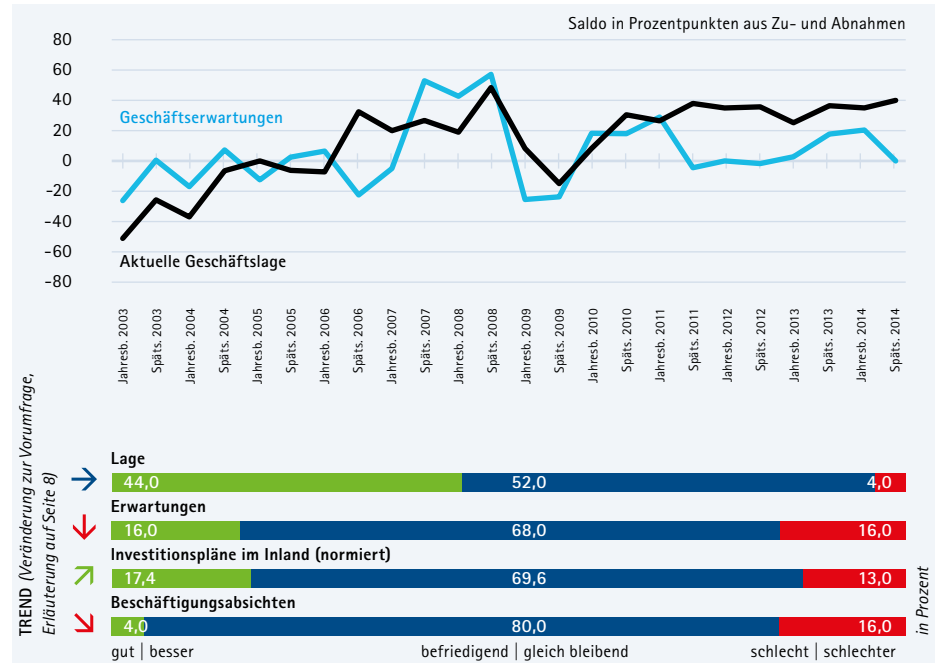 Saldo in Prozentpunkten aus Zu- und Abnahmen
80
60
Geschäftserwartungen
40
20
0
-20
-40
Aktuelle Geschäftslage
-60
-80
Jahresb. 2003
Späts. 2003
Jahresb. 2004
Späts. 2004
Jahresb. 2005
Späts. 2005
Jahresb. 2006
Späts. 2006
Jahresb. 2007
Späts. 2007
Jahresb. 2008
Späts. 2008
Jahresb. 2009
Späts. 2009
Jahresb. 2010
Späts. 2010
Jahresb. 2011
Späts. 2011
Jahresb. 2012
Späts. 2012
Jahresb. 2013
Späts. 2013
Jahresb. 2014
Späts. 2014
TREND (Veränderung zur Vorumfrage,
Erläuterung auf Seite 8)
Lage
44,0 52,0 4,0
Erwartungen
16,0 68,0 16,0
Investitionspläne im Inland (normiert)
17,4 69,6 13,0
Beschäftigungsabsichten
4,0 80,0 16,0
in Prozent
gut | besser befriedigend | gleich bleibend schlecht | schlechter